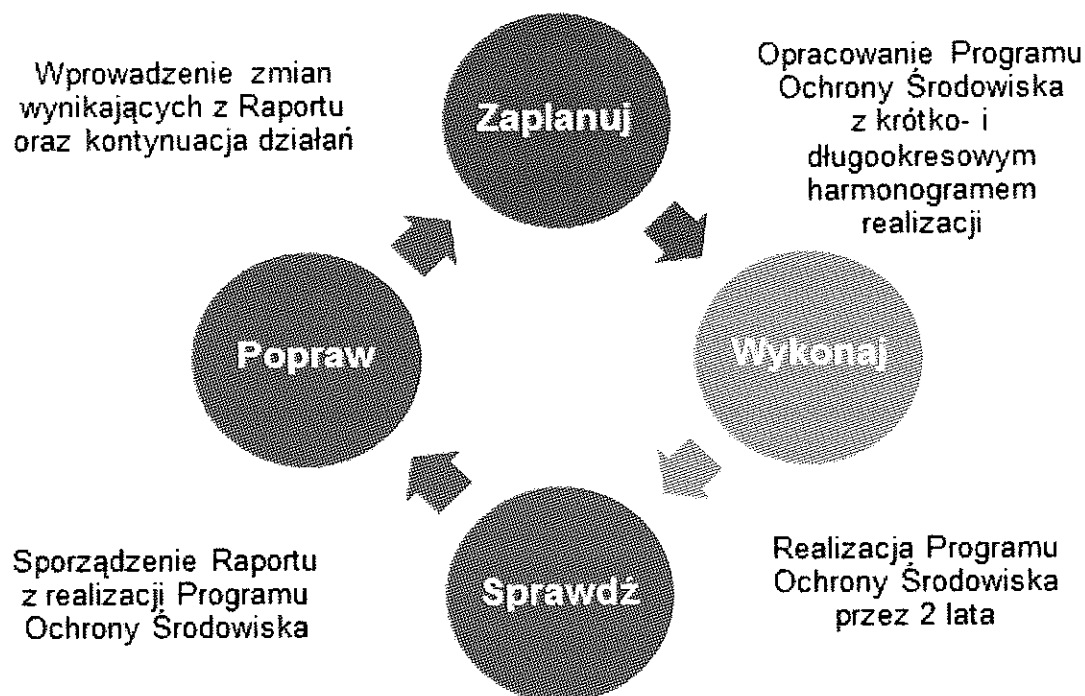 Zaplanuj
Opracowanie Programu
Ochrony Środowiska
z krótko- i
długookresowym
harmonogramem
realizacji
Wykonaj
Realizacja Programu
Ochrony Środowiska
przez 2 lata
Sprawdź
Sporządzenie Raportu
z realizacji Programu
Ochrony Środowiska
Popraw
Wprowadzenie zmian
wynikających z Raportu
oraz kontynuacja działań